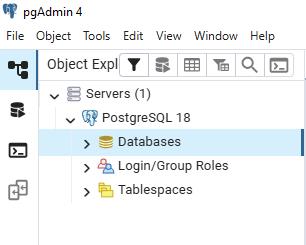 pgAdmin 4
File Object Tools Edit View Window Help
Object Expl
Servers (1)
PostgreSQL 18
Databases
Login/Group Roles
Tablespaces